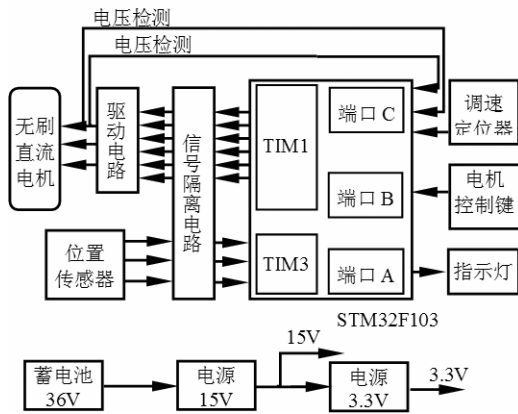 电压检测
电压检测
无刷
直流
电机
驱
动
电
路
信
号
隔
离
电
路
TIM1
端口C
调速
定位器
端口B
电机
控制键
位置
传感器
TIM3
端口A
指示灯
STM32F103
蓄电池
36V
电源
15V
15V
电源
3.3V
3.3V